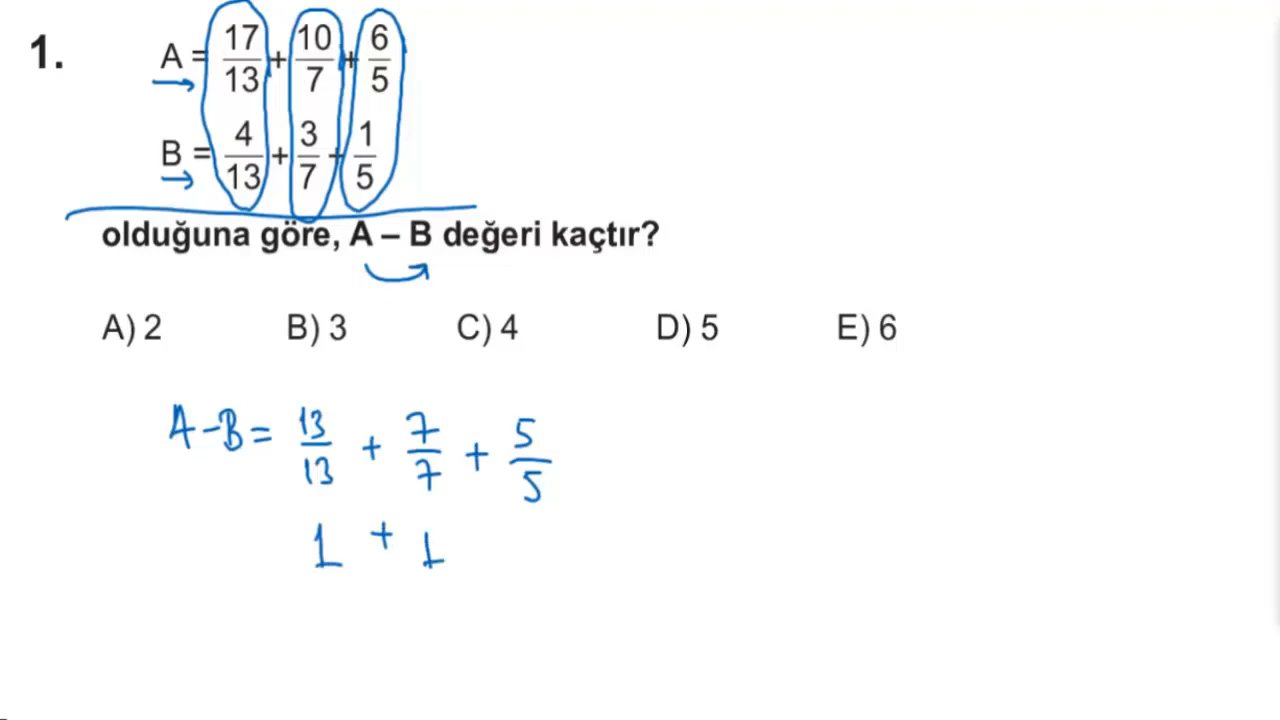 1.
A = 17/13 + 10/7 + 6/5
B = 4/13 + 3/7 + 1/5
olduğuna göre, A – B değeri kaçtır?
A) 2 B) 3 C) 4 D) 5 E) 6
A – B = 13/13 + 7/7 + 5/5
1 + 1